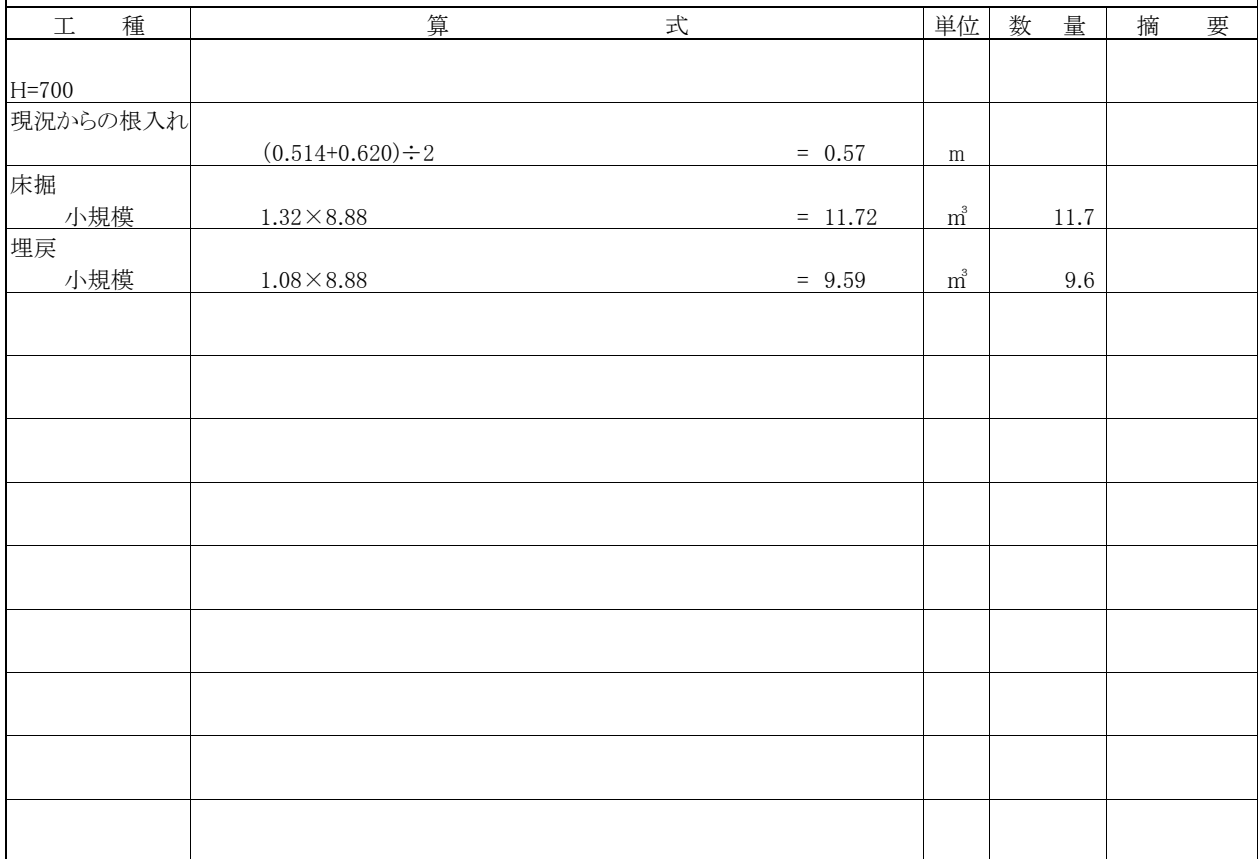 工 種 算 式 単位 数 量 摘 要
H=700
現況からの根入れ
(0.514+0.620)÷2 = 0.57 m
床掘
小規模 1.32×8.88 = 11.72 ㎥ 11.7
埋戻
小規模 1.08×8.88 = 9.59 ㎥ 9.6